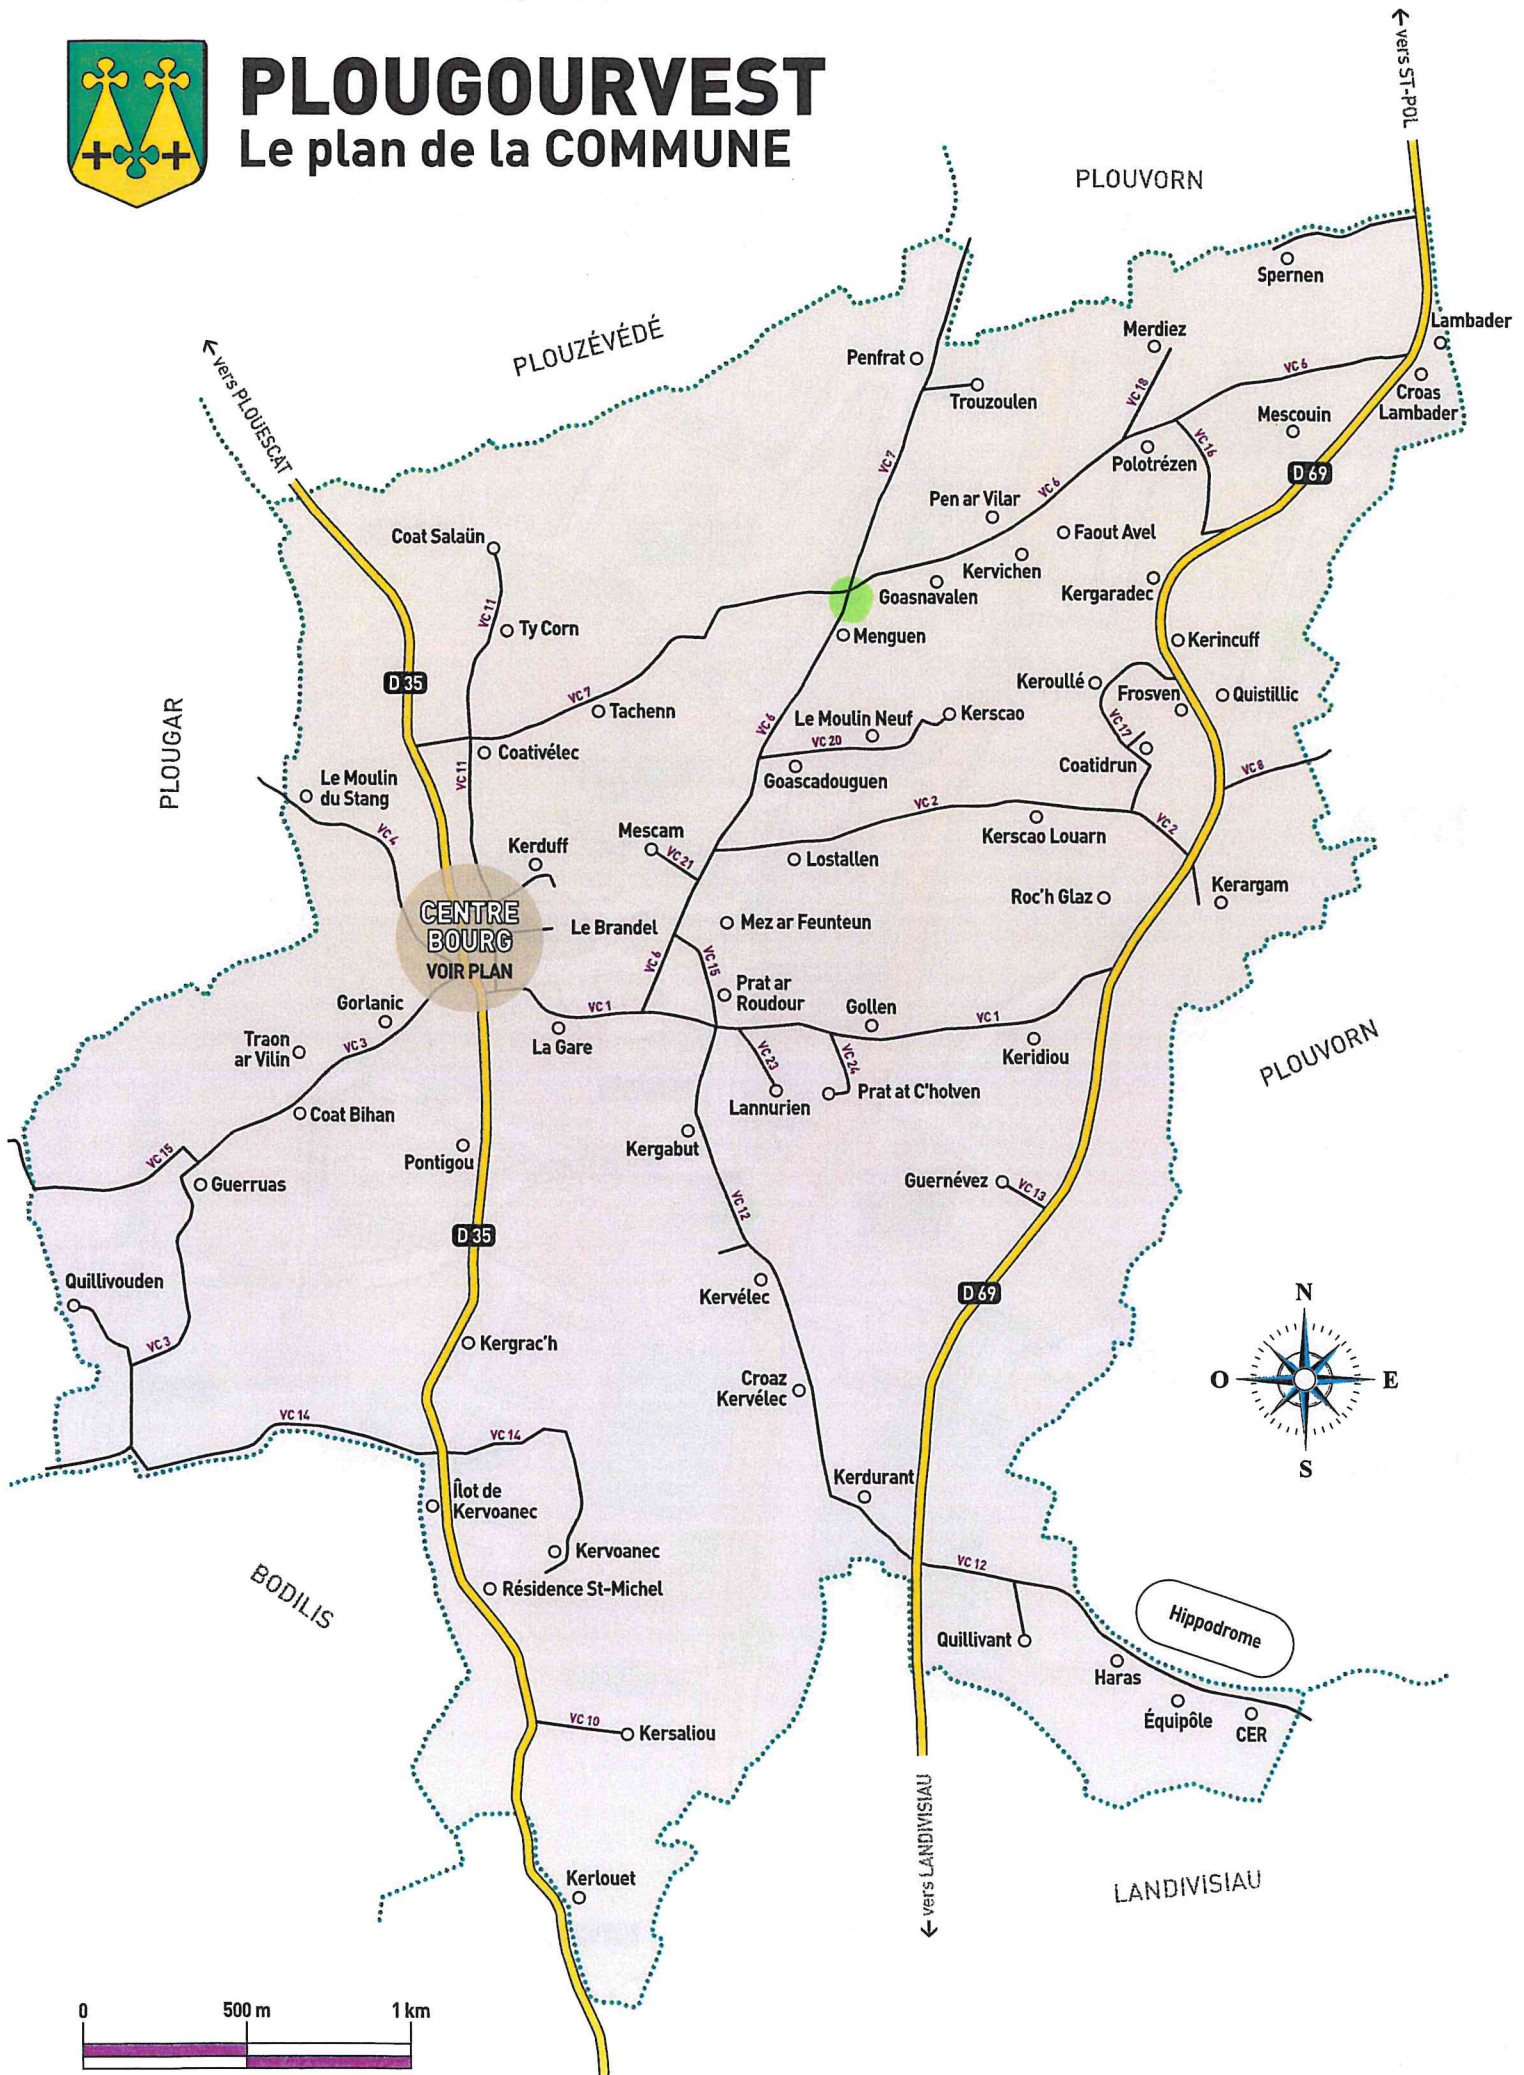 PLOUGOURVEST
Le plan de la COMMUNE
vers ST-POL
PLOUVORN
Spernen
Lambader
Merdiez
PLOUZÉVÉDÉ
Penfrat
vers PLOUESCAT
Trouzoulen
VC 18
VC 6
Croas
Lambader
Mescouin
VC 16
Polotrézen
VC 7
D 69
Pen ar Vilar
VC 6
Coat Salaün
Faout Avel
Kervichen
Goasnavalen
Kergaradec
VC 11
Ty Corn
Menguen
Kerincuff
D 35
Keroullé
Frosven
Quistillic
VC 7
Tachenn
VC 6
Le Moulin Neuf
Kerscao
VC 17
VC 20
PLOUGAR
Coativélec
Goascadouguen
Coatidrun
VC 8
Le Moulin
du Stang
VC 11
VC 2
VC 4
Mescam
VC 21
Kerscao Louarn
VC 2
Kerduff
Lostallen
Kerargam
Roc'h Glaz
CENTRE
BOURG
VOIR PLAN
Le Brandel
Mez ar Feunteun
VC 6
VC 15
Prat ar
Roudour
Gorlanic
VC 1
Gollen
VC 1
Traon
ar Vilin
VC 3
La Gare
VC 23
VC 24
Keridiou
PLOUVORN
Lannurien
Prat at C'holven
Coat Bihan
Kergabut
VC 15
Pontigou
Guerruas
Guernévez
VC 13
VC 12
D 35
Quillivouden
Kervélec
D 69
N
VC 3
Kergrac'h
Croaz
Kervélec
O
E
VC 14
VC 14
S
Kerdurant
Îlot de
Kervoanec
Kervoanec
VC 12
BODILIS
Résidence St-Michel
Hippodrome
Quillivant
Haras
Équipôle
CER
VC 10
Kersaliou
vers LANDIVISIAU
Kerlouet
LANDIVISIAU
0
500 m
1 km